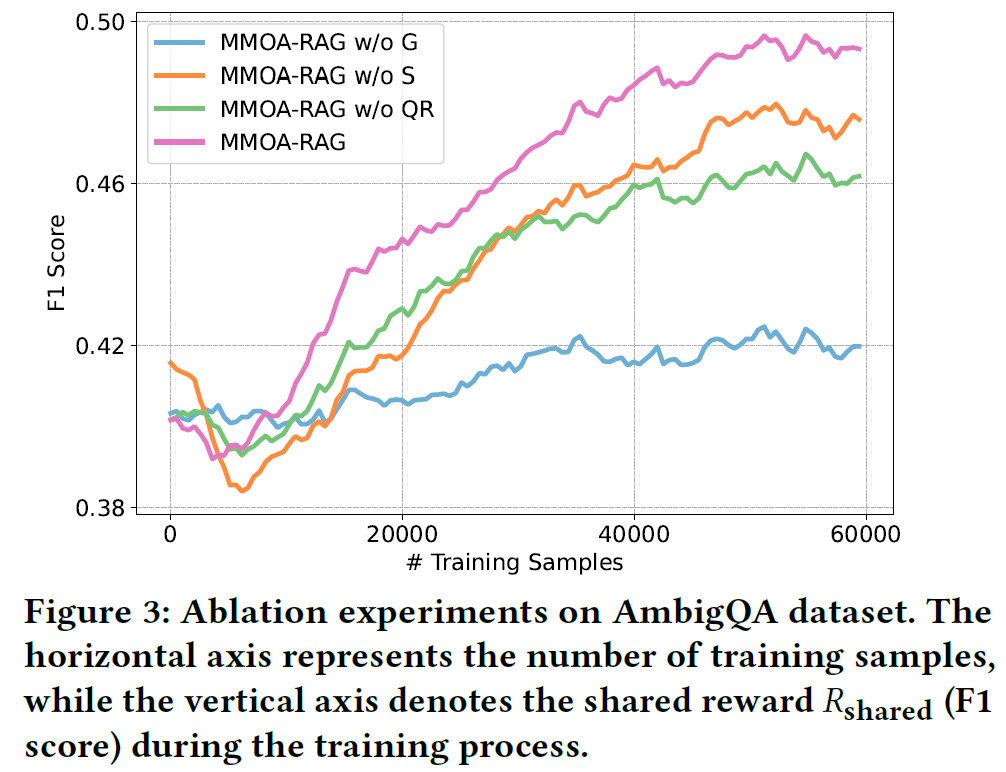 0.50
MMOA-RAG w/o G
MMOA-RAG w/o S
MMOA-RAG w/o QR
MMOA-RAG
0.46
F1 Score
0.42
0.38
0
20000
40000
60000
# Training Samples
Figure 3: Ablation experiments on AmbigQA dataset. The
horizontal axis represents the number of training samples,
while the vertical axis denotes the shared reward R_shared (F1
score) during the training process.